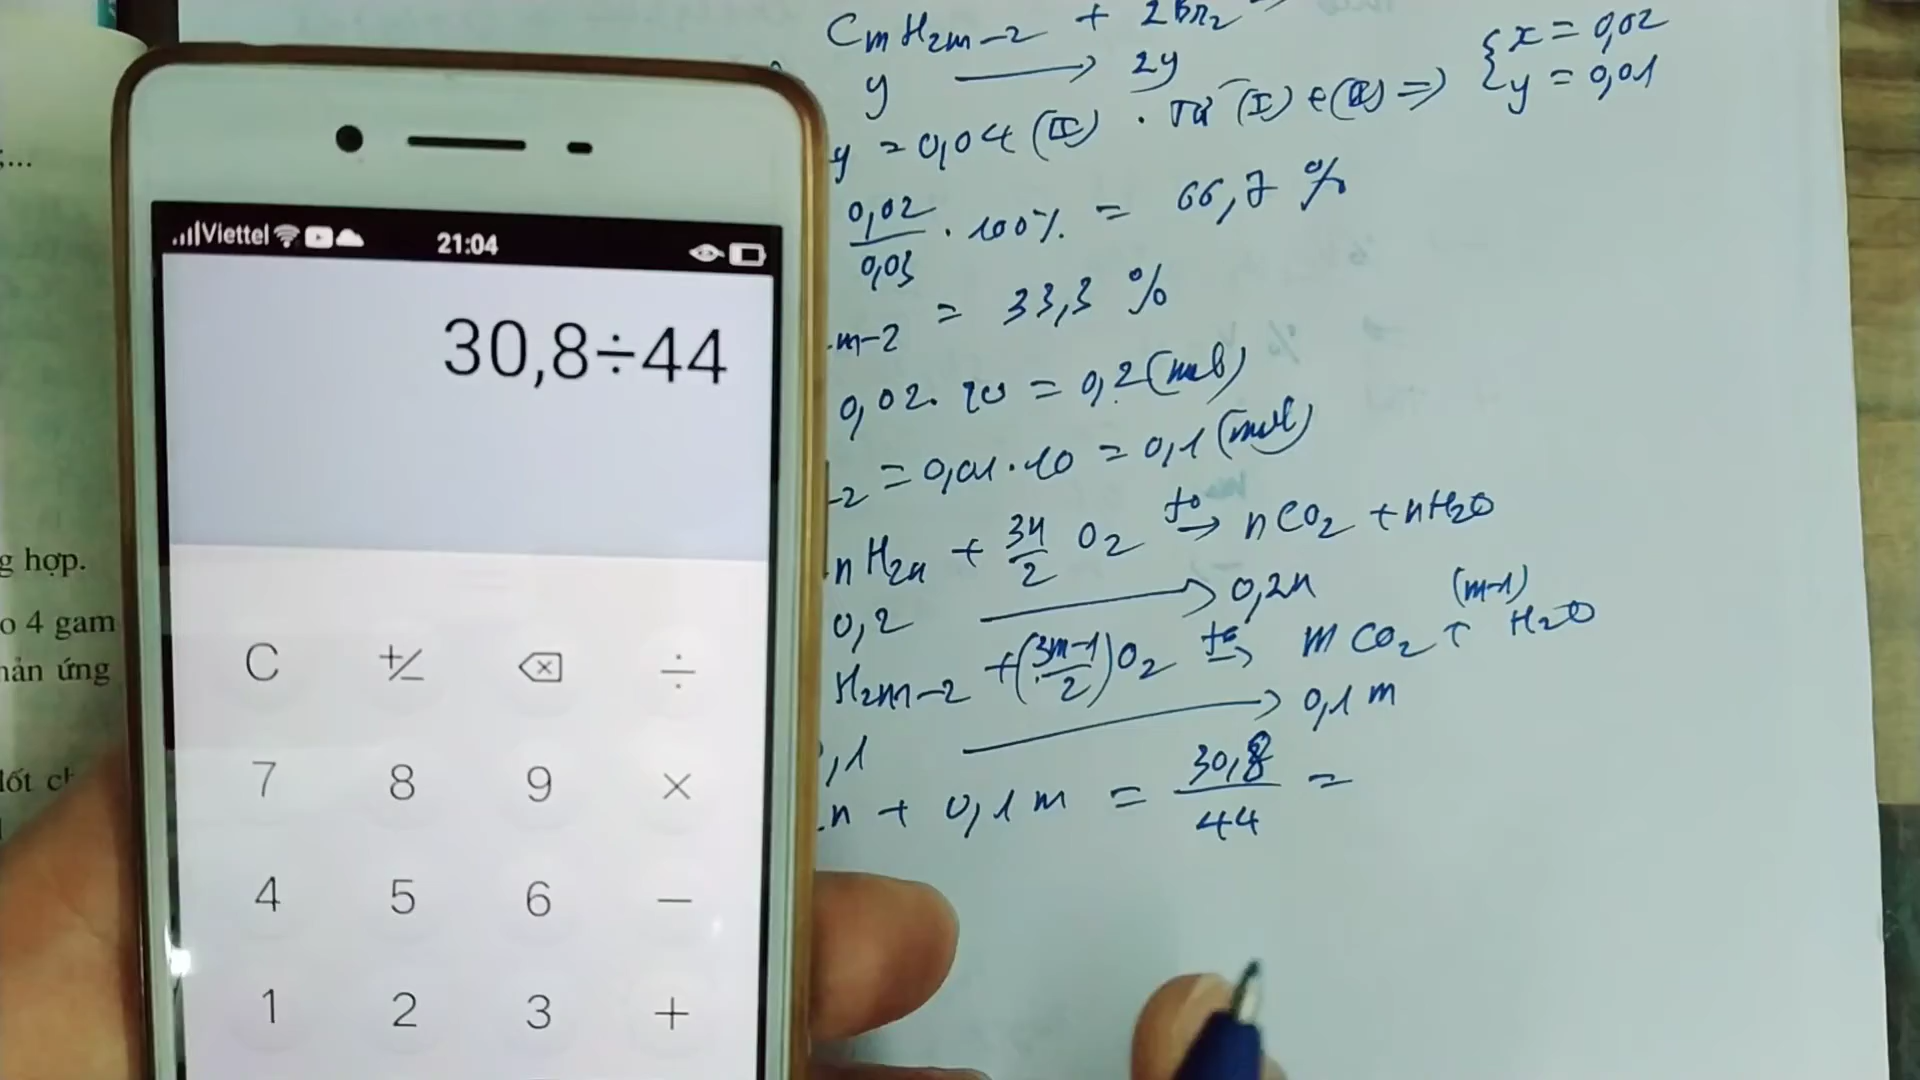 ;...
g hợp.
o 4 gam
hản ứng
lốt ch
Viettel 21:04
30,8÷44
C +/- ÷
7 8 9 ×
4 5 6 −
1 2 3 +
CmH2m-2 + 2Br2
y → 2y
y = 0,04 (II) . Từ (I) e (II) ⇒ { x = 0,02
y = 0,01
0,02/0,03 . 100% = 66,7 %
m-2 = 33,3 %
0,02. 10 = 0,2 (mol)
-2 = 0,01.10 = 0,1 (mol)
nH2n + 3n/2 O2 t° → nCO2 + nH2O
0,2 → 0,2n
H2m-2 + (3m-1/2) O2 t° → mCO2 + (m-1) H2O
,1 → 0,1m
n + 0,1m = 30,8/44 =